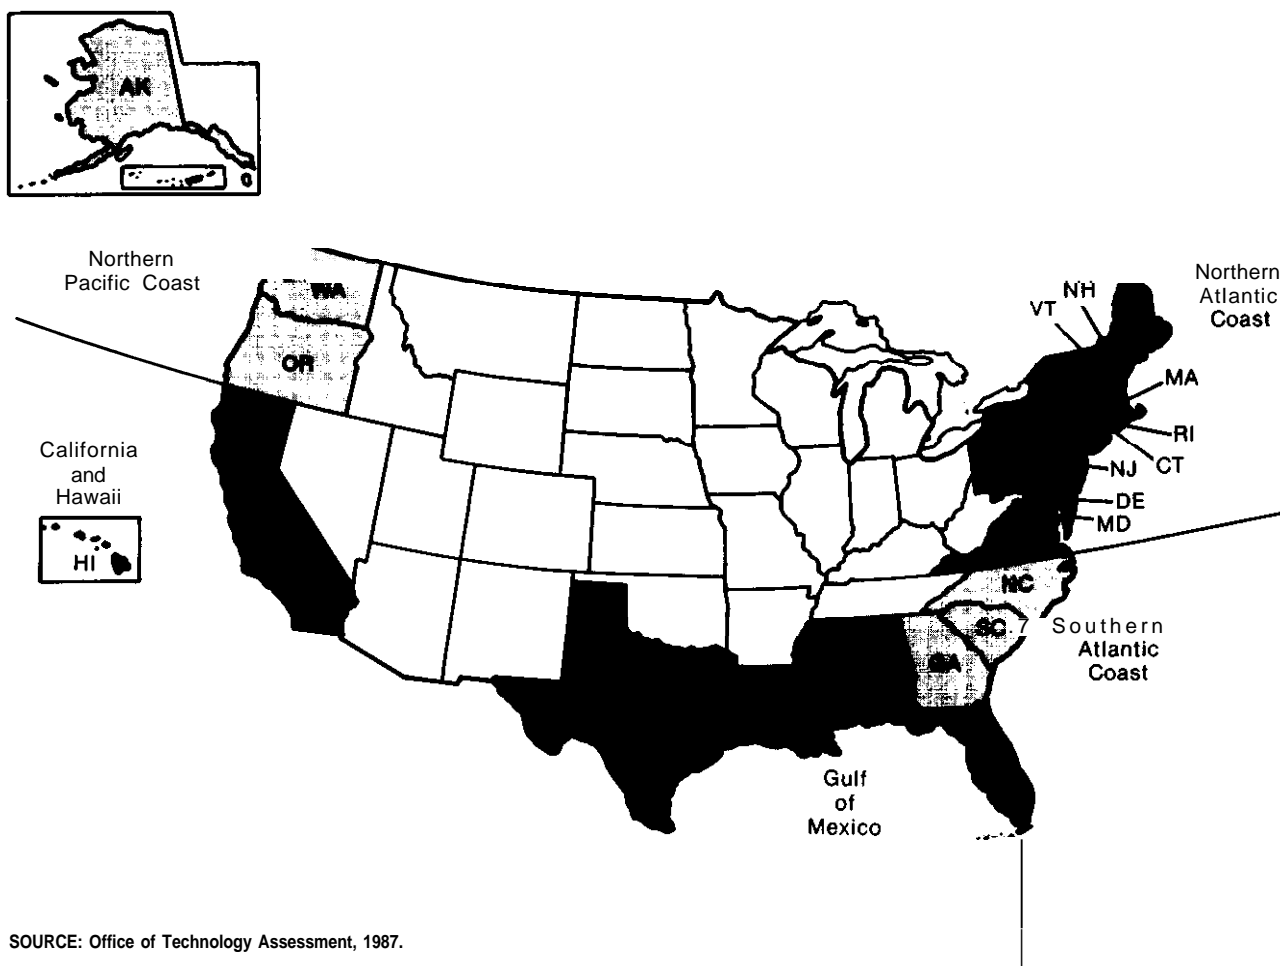 AK
Northern
Pacific Coast
WA
OR
California
and
Hawaii
HI
NH
VT
Northern
Atlantic
Coast
MA
RI
CT
NJ
DE
MD
NC
SC.7
GA
Southern
Atlantic
Coast
Gulf
of
Mexico
SOURCE: Office of Technology Assessment, 1987.